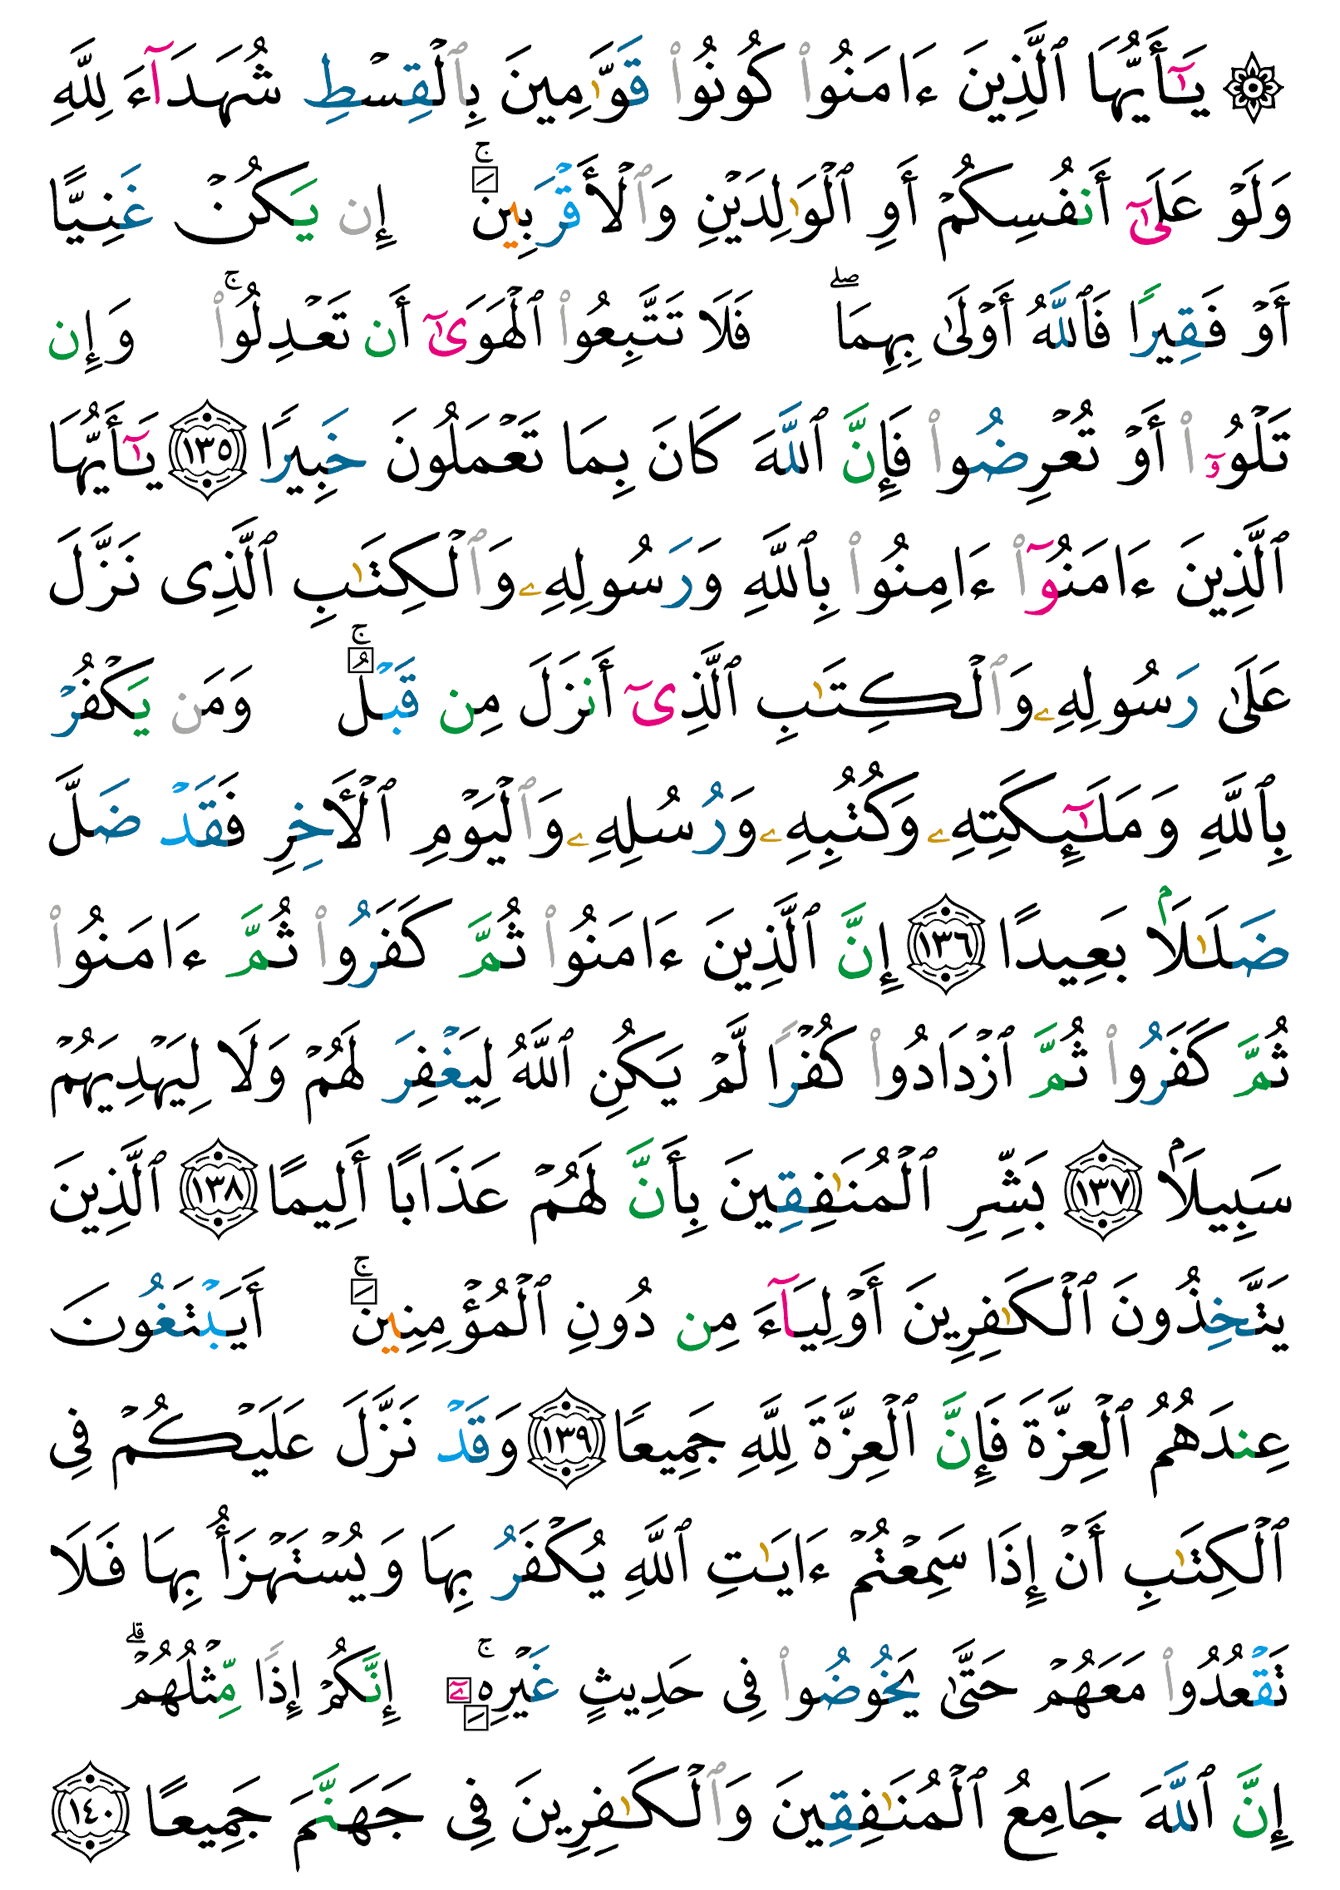 ۞ يَـٰٓأَيُّهَا ٱلَّذِينَ ءَامَنُوا۟ كُونُوا۟ قَوَّٰمِينَ بِٱلْقِسْطِ شُهَدَآءَ لِلَّهِ
وَلَوْ عَلَىٰٓ أَنفُسِكُمْ أَوِ ٱلْوَٰلِدَيْنِ وَٱلْأَقْرَبِينَ ۚ إِن يَكُنْ غَنِيًّا
أَوْ فَقِيرًا فَٱللَّهُ أَوْلَىٰ بِهِمَا ۖ فَلَا تَتَّبِعُوا۟ ٱلْهَوَىٰٓ أَن تَعْدِلُوا۟ ۚ وَإِن
تَلْوُۥٓا۟ أَوْ تُعْرِضُوا۟ فَإِنَّ ٱللَّهَ كَانَ بِمَا تَعْمَلُونَ خَبِيرًا ١٣٥ يَـٰٓأَيُّهَا
ٱلَّذِينَ ءَامَنُوٓا۟ ءَامِنُوا۟ بِٱللَّهِ وَرَسُولِهِۦ وَٱلْكِتَـٰبِ ٱلَّذِى نَزَّلَ
عَلَىٰ رَسُولِهِۦ وَٱلْكِتَـٰبِ ٱلَّذِىٓ أَنزَلَ مِن قَبْلُ ۚ وَمَن يَكْفُرْ
بِٱللَّهِ وَمَلَـٰٓئِكَتِهِۦ وَكُتُبِهِۦ وَرُسُلِهِۦ وَٱلْيَوْمِ ٱلْـَٔاخِرِ فَقَدْ ضَلَّ
ضَلَـٰلًۢا بَعِيدًا ١٣٦ إِنَّ ٱلَّذِينَ ءَامَنُوا۟ ثُمَّ كَفَرُوا۟ ثُمَّ ءَامَنُوا۟
ثُمَّ كَفَرُوا۟ ثُمَّ ٱزْدَادُوا۟ كُفْرًا لَّمْ يَكُنِ ٱللَّهُ لِيَغْفِرَ لَهُمْ وَلَا لِيَهْدِيَهُمْ
سَبِيلًۢا ١٣٧ بَشِّرِ ٱلْمُنَـٰفِقِينَ بِأَنَّ لَهُمْ عَذَابًا أَلِيمًا ١٣٨ ٱلَّذِينَ
يَتَّخِذُونَ ٱلْكَـٰفِرِينَ أَوْلِيَآءَ مِن دُونِ ٱلْمُؤْمِنِينَ ۚ أَيَبْتَغُونَ
عِندَهُمُ ٱلْعِزَّةَ فَإِنَّ ٱلْعِزَّةَ لِلَّهِ جَمِيعًا ١٣٩ وَقَدْ نَزَّلَ عَلَيْكُمْ فِى
ٱلْكِتَـٰبِ أَنْ إِذَا سَمِعْتُمْ ءَايَـٰتِ ٱللَّهِ يُكْفَرُ بِهَا وَيُسْتَهْزَأُ بِهَا فَلَا
تَقْعُدُوا۟ مَعَهُمْ حَتَّىٰ يَخُوضُوا۟ فِى حَدِيثٍ غَيْرِهِۦٓ ۚ إِنَّكُمْ إِذًا مِّثْلُهُمْ ۗ
إِنَّ ٱللَّهَ جَامِعُ ٱلْمُنَـٰفِقِينَ وَٱلْكَـٰفِرِينَ فِى جَهَنَّمَ جَمِيعًا ١٤٠